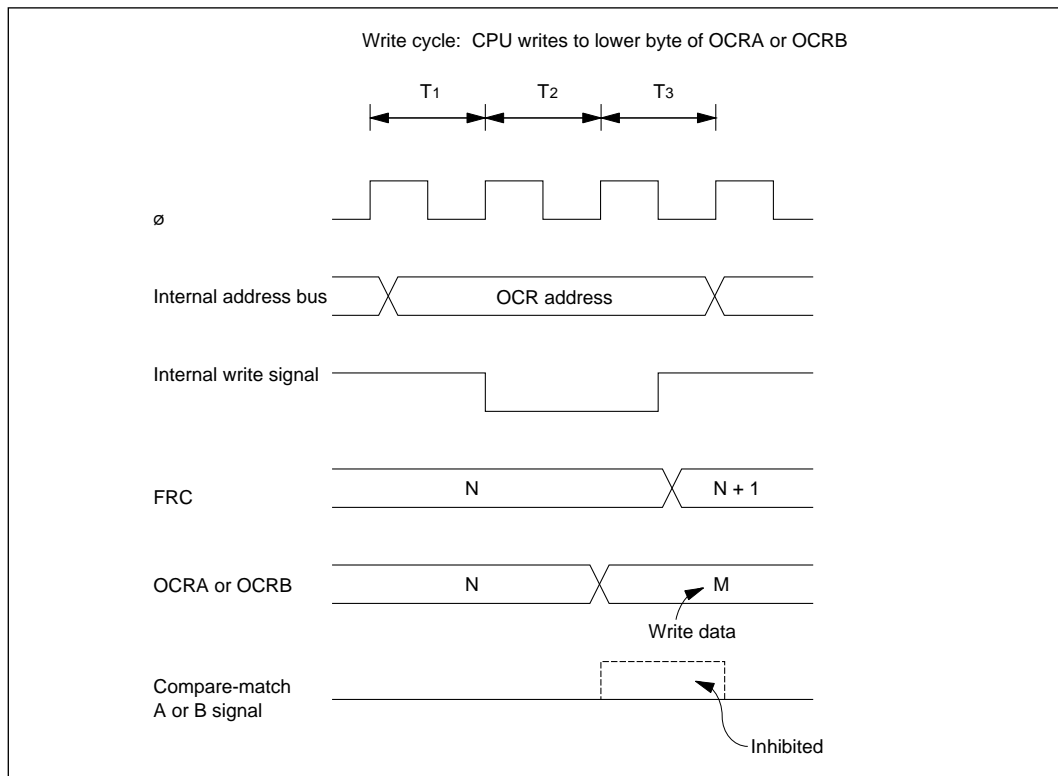 Write cycle: CPU writes to lower byte of OCRA or OCRB
T1 T2 T3
ø
Internal address bus
OCR address
Internal write signal
FRC
N
N + 1
OCRA or OCRB
N
M
Write data
Compare-match
A or B signal
Inhibited